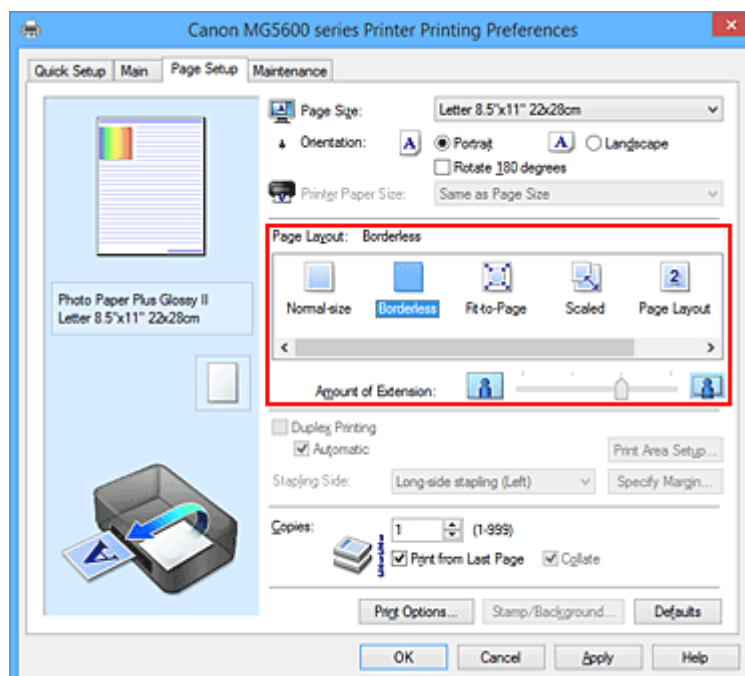 Canon MG5600 series Printer Printing Preferences
Quick Setup Main Page Setup Maintenance
Page Size: Letter 8.5"x11" 22x28cm
Orientation: A Portrait A Landscape
Rotate 180 degrees
Printer Paper Size: Same as Page Size
Page Layout: Borderless
Normal-size Borderless Fit-to-Page Scaled Page Layout
2
Photo Paper Plus Glossy II
Letter 8.5"x11" 22x28cm
Amount of Extension:
Duplex Printing
Automatic
Print Area Setup...
Stapling Side: Long-side stapling (Left) Specify Margin...
Copies: 1 (1-999)
Print from Last Page Collate
A
Print Options... Stamp/Background... Defaults
OK Cancel Apply Help